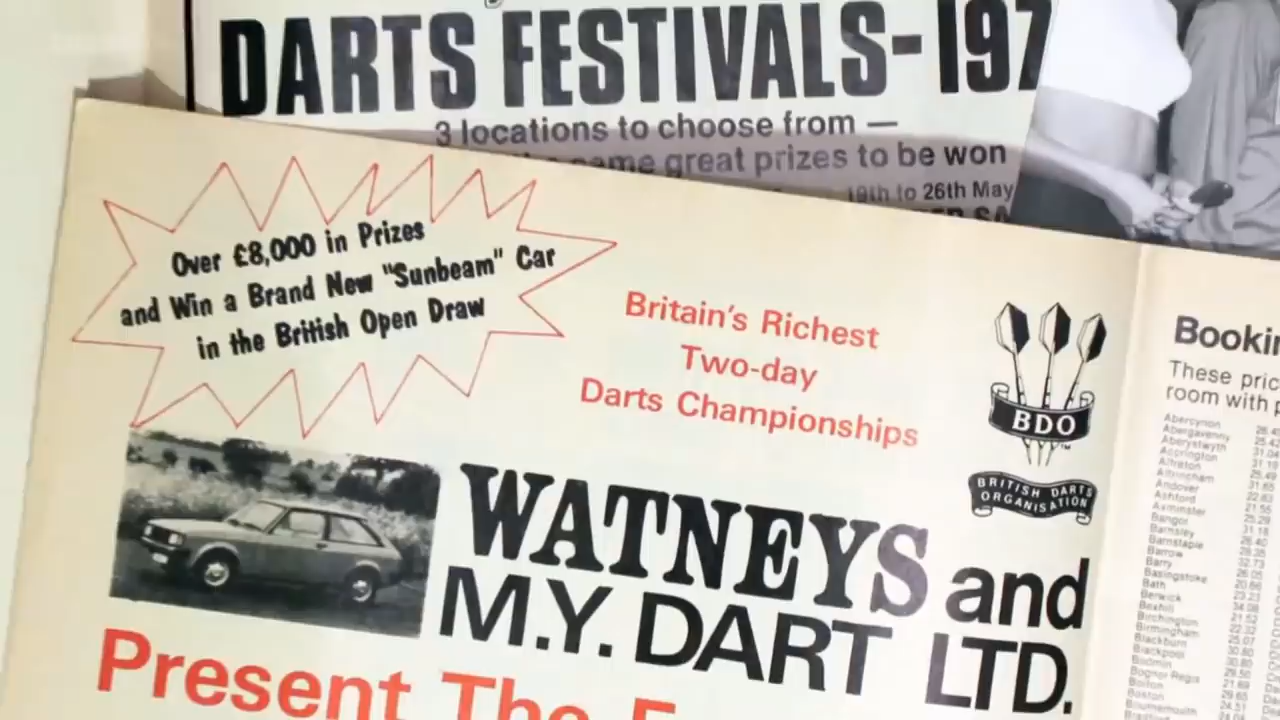 DARTS FESTIVALS-197
3 locations to choose from —
same great prizes to be won
19th to 26th May
Over £8,000 in Prizes
and Win a Brand New "Sunbeam" Car
in the British Open Draw
Britain's Richest
Two-day
Darts Championships
BDO
BRITISH DARTS
ORGANISATION
WATNEYS and
M.Y. DART LTD.
Present The
Bookin
These pric
room with p
Abercynon
Abergavenny
Aberystwyth
Accrington
Alfreton
Altrincham
Andover
Ashford
Axminster
Bangor
Barnsley
Barnstaple
Barrow
Barry
Basingstoke
Bath
Berwick
Bexhill
Birchington
Birmingham
Blackburn
Blackpool
Bodmin
Bognor Regis
Bolton
Boston
Bournemouth